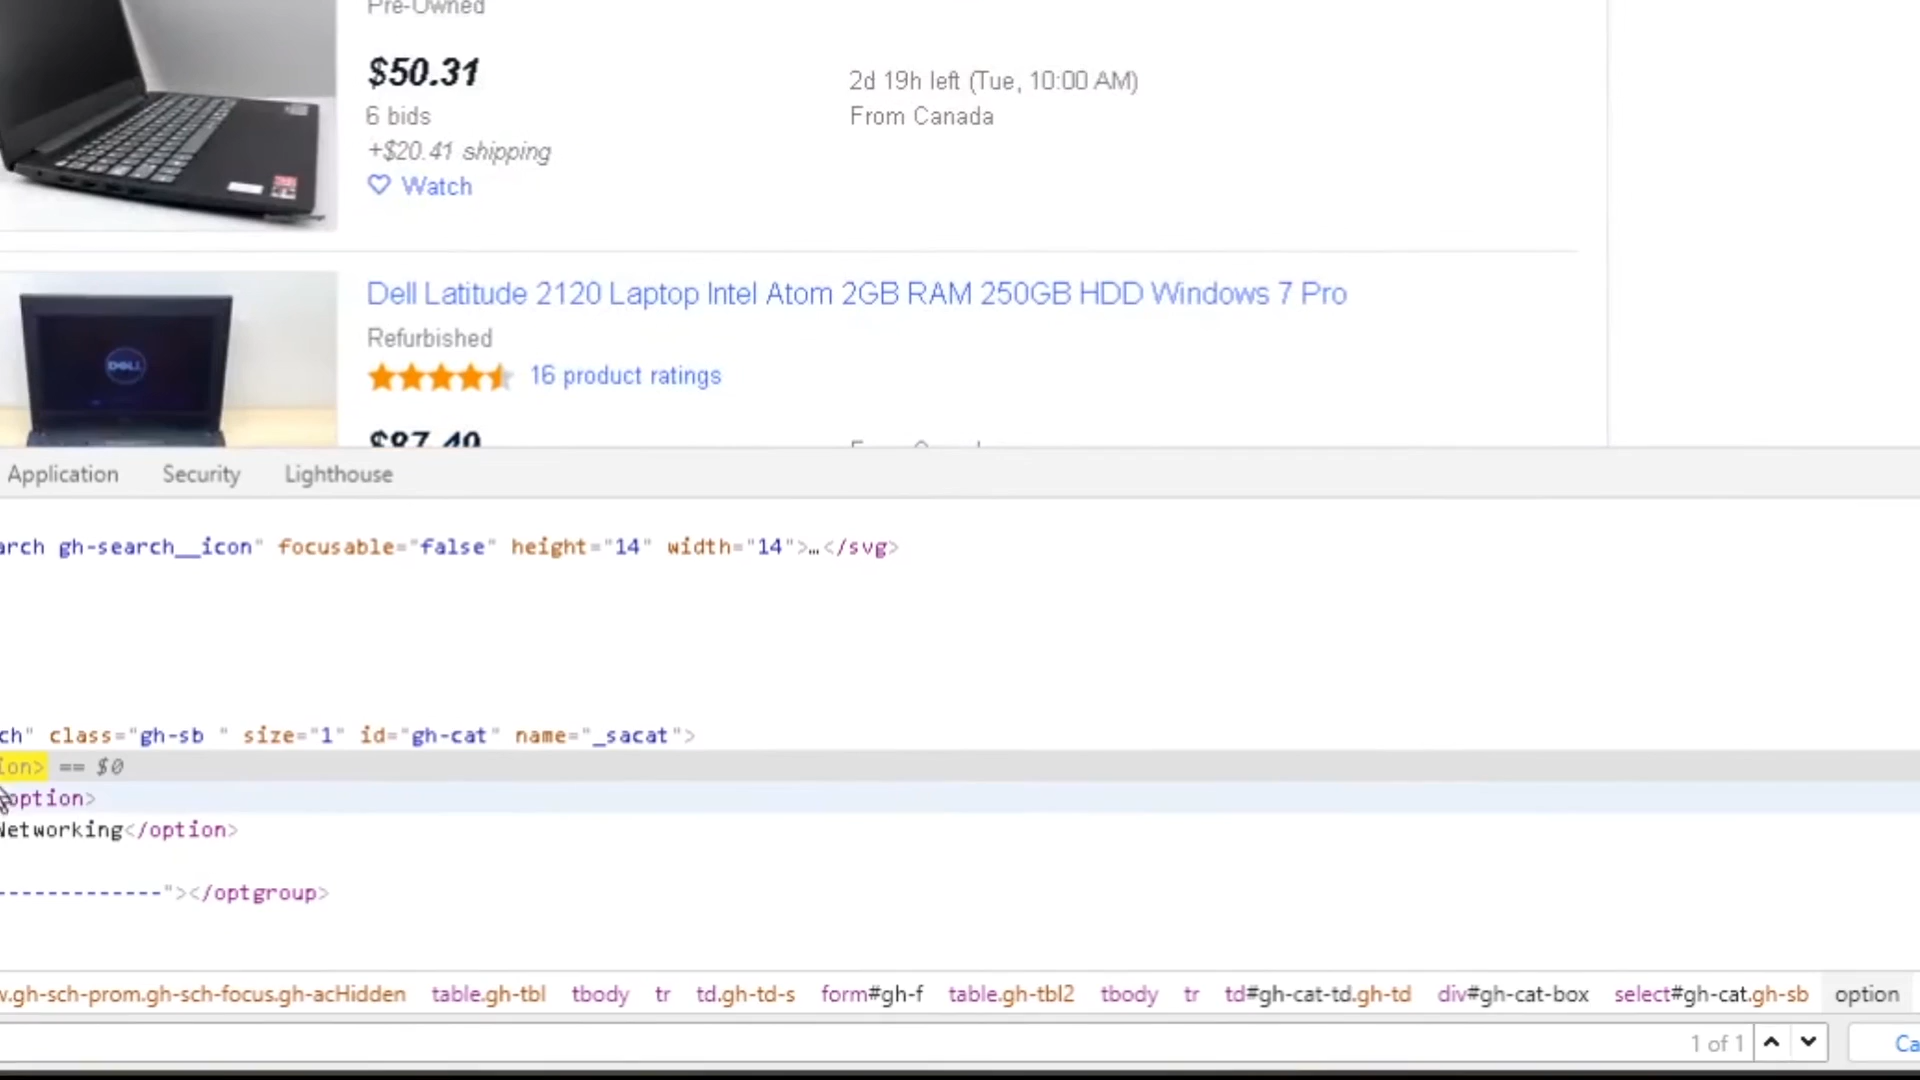 Pre-Owned
$50.31
2d 19h left (Tue, 10:00 AM)
6 bids
From Canada
+$20.41 shipping
Watch
Dell Latitude 2120 Laptop Intel Atom 2GB RAM 250GB HDD Windows 7 Pro
Refurbished
DELL
16 product ratings
$87.49
Application Security Lighthouse
arch gh-search__icon" focusable="false" height="14" width="14">…</svg>
ch" class="gh-sb " size="1" id="gh-cat" name="_sacat">
ion> == $0
option>
Networking</option>
-------------"></optgroup>
v.gh-sch-prom.gh-sch-focus.gh-acHidden table.gh-tbl tbody tr td.gh-td-s form#gh-f table.gh-tbl2 tbody tr td#gh-cat-td.gh-td div#gh-cat-box select#gh-cat.gh-sb option
1 of 1
Ca